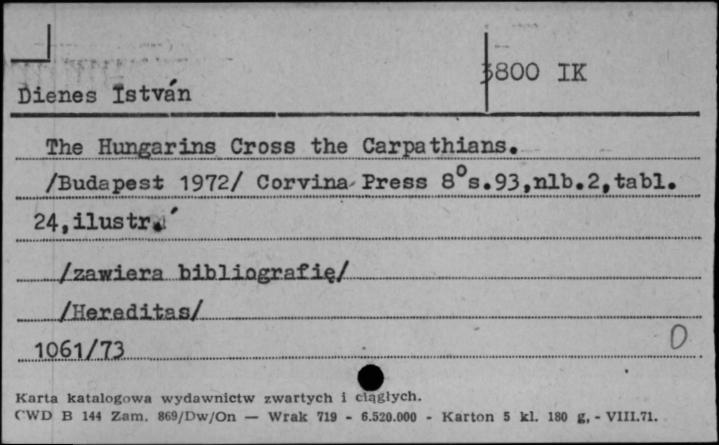 3800 IK
Dienes István
The Hungarins Cross the Carpathians.
/Budapest 1972/ Corvina Press 8°s.93,nlb.2,tabl.
24,ilustr.
/zawiera bibliografię/
/Hereditas/
1061/73
O
Karta katalogowa wydawnictw zwartych i ciągłych.
CWD B 144 Zam. 869/Dw/On — Wrak 719 - 6.520.000 - Karton 5 kl. 180 g, - VIII.71.